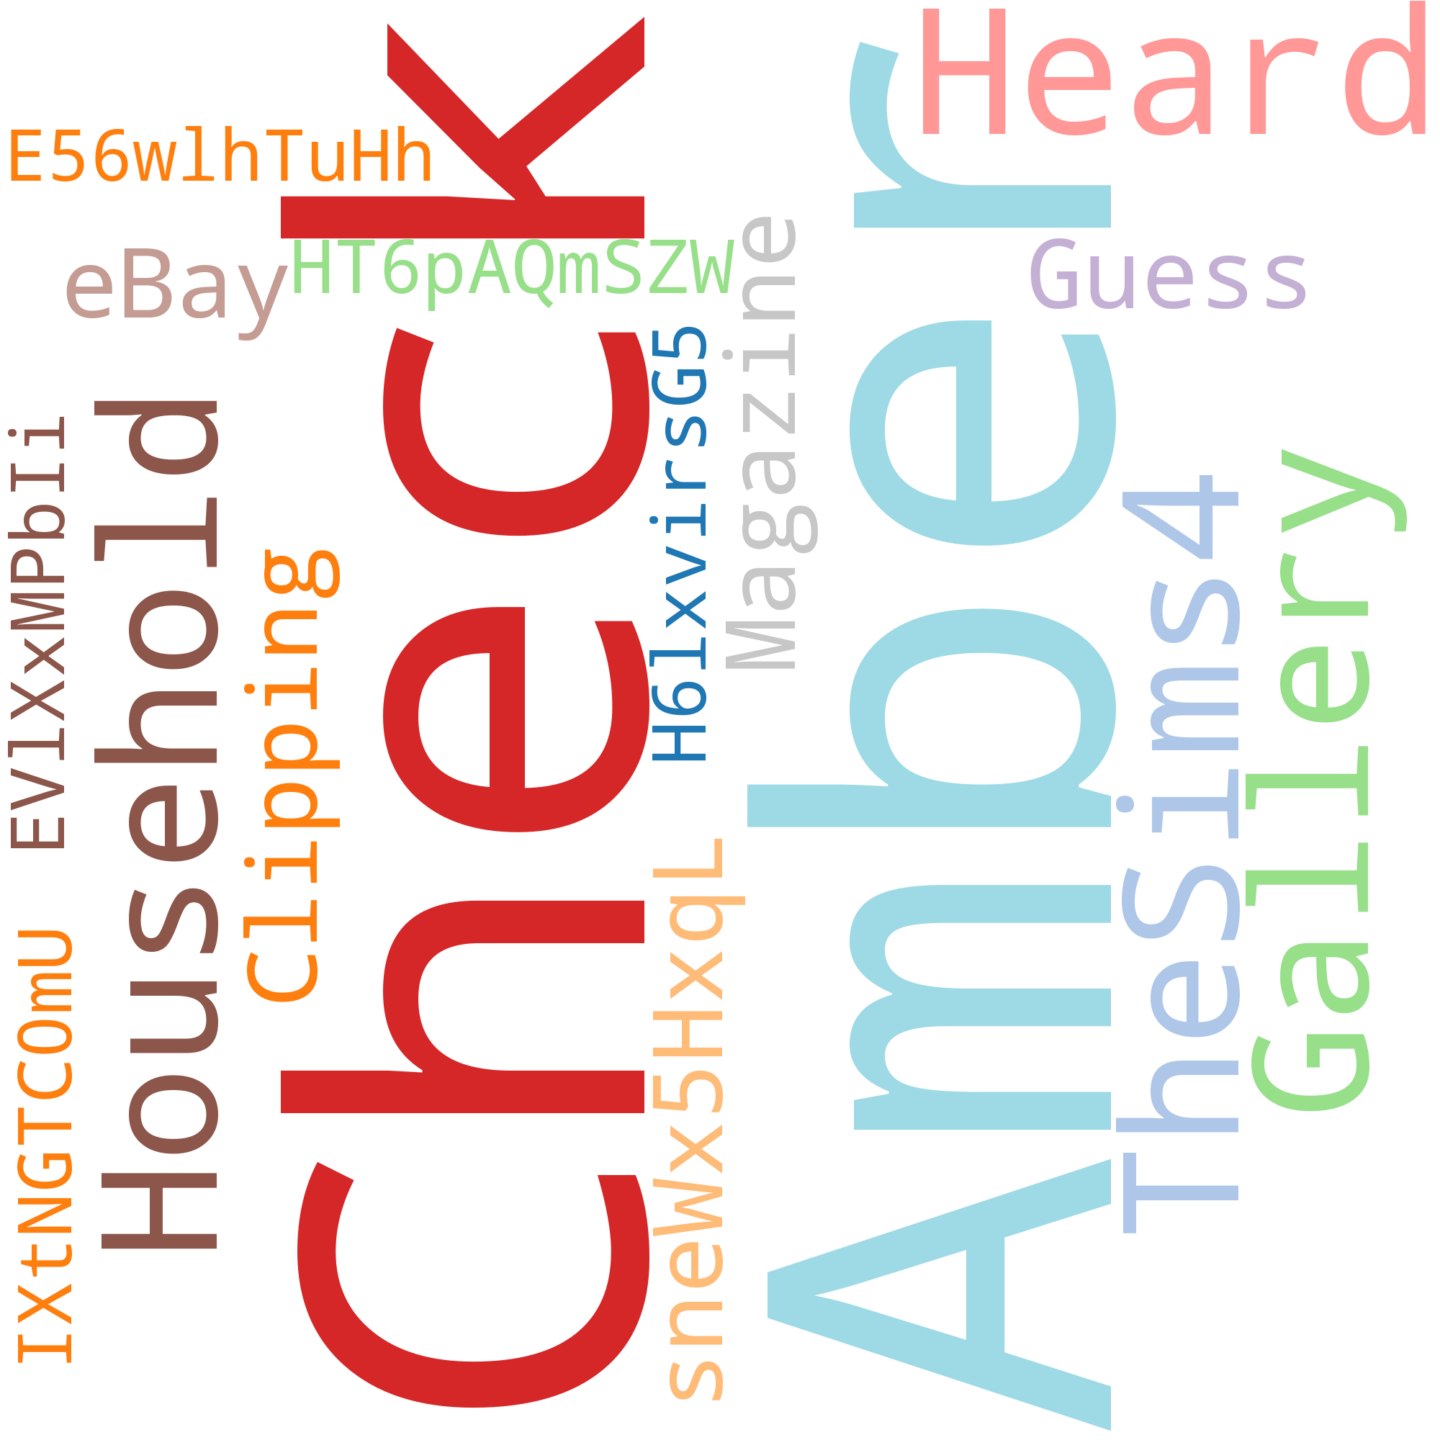 Heard
E56wlhTuHh
eBay
HT6pAQmSZW
Guess
Check
Amber
Magazine
H6lxvirsG5
EVlXxMPbIi
Household
Clipping
TheSims4
Gallery
sneWx5HxqL
IXtNGTCOmU